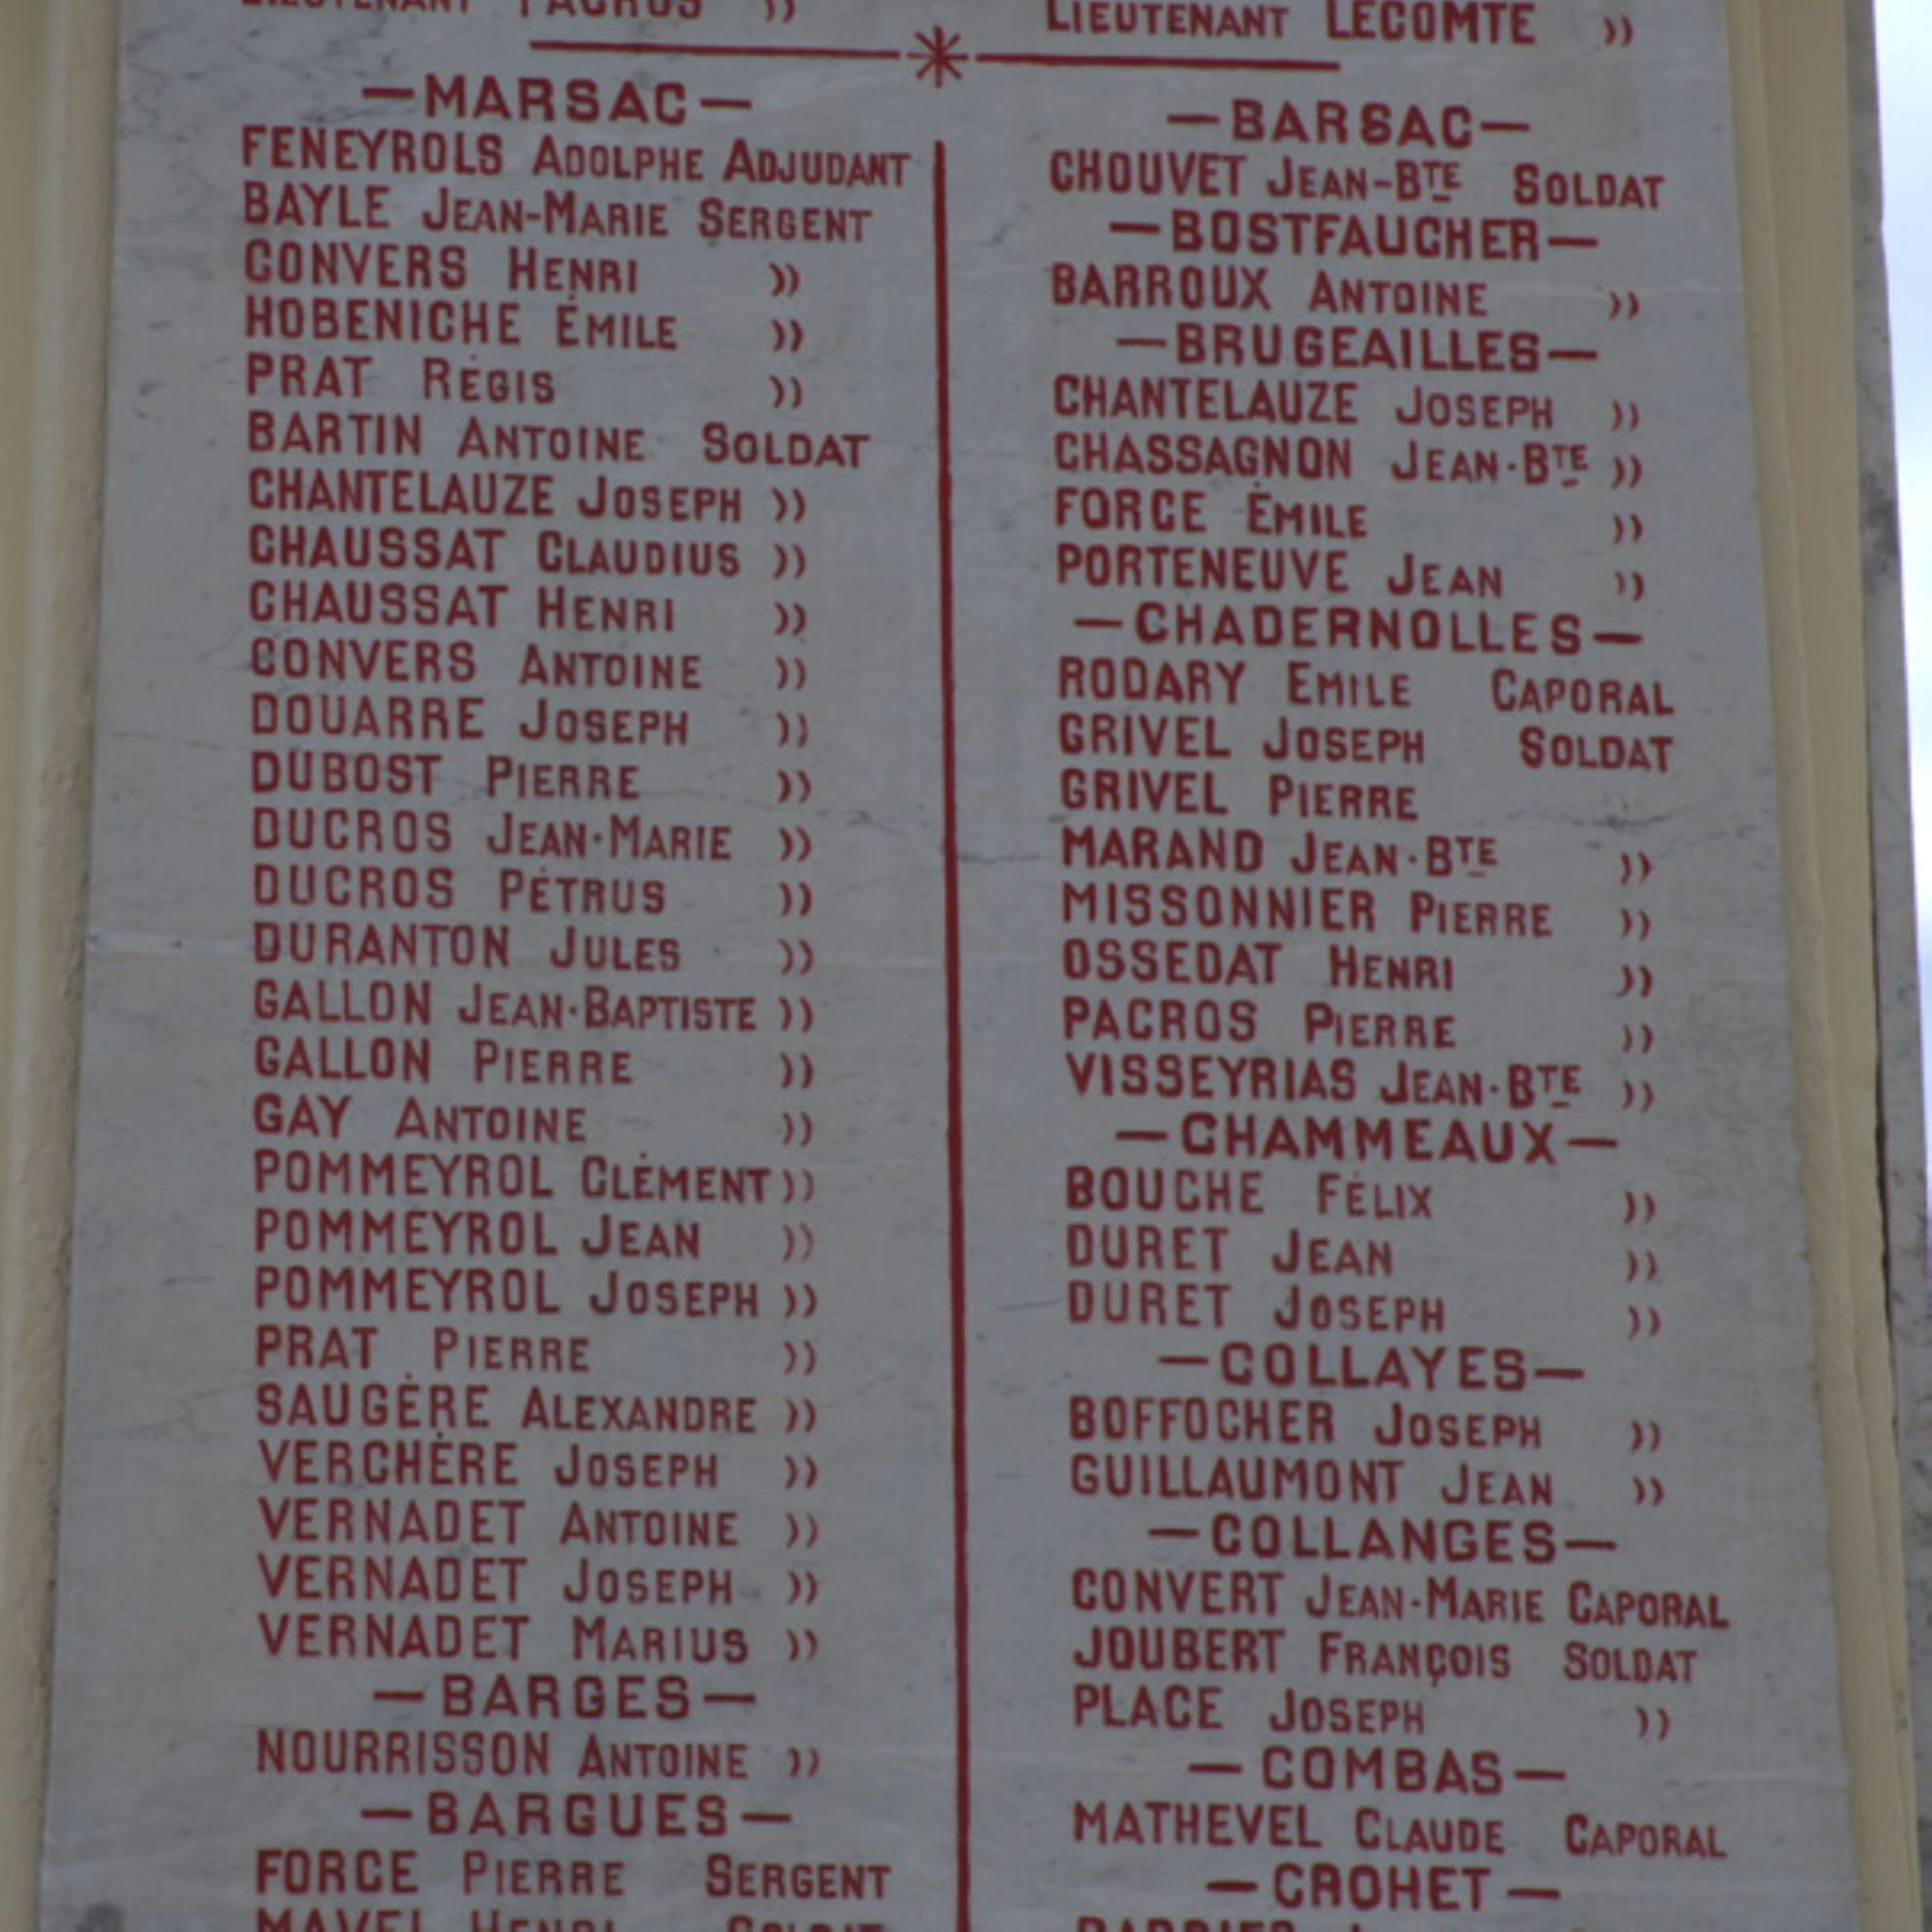 LIEUTENANT PACROS ))
LIEUTENANT LECOMTE ))
—MARSAC—
FENEYROLS ADOLPHE ADJUDANT
BAYLE JEAN-MARIE SERGENT
CONVERS HENRI ))
HOBENICHE ÉMILE ))
PRAT RÉGIS ))
BARTIN ANTOINE SOLDAT
CHANTELAUZE JOSEPH ))
CHAUSSAT CLAUDIUS ))
CHAUSSAT HENRI ))
CONVERS ANTOINE ))
DOUARRE JOSEPH ))
DUBOST PIERRE ))
DUCROS JEAN·MARIE ))
DUCROS PÉTRUS ))
DURANTON JULES ))
GALLON JEAN·BAPTISTE ))
GALLON PIERRE ))
GAY ANTOINE ))
POMMEYROL CLÉMENT ))
POMMEYROL JEAN ))
POMMEYROL JOSEPH ))
PRAT PIERRE ))
SAUGÈRE ALEXANDRE ))
VERCHÈRE JOSEPH ))
VERNADET ANTOINE ))
VERNADET JOSEPH ))
VERNADET MARIUS ))
—BARGES—
NOURRISSON ANTOINE ))
—BARGUES—
FORCE PIERRE SERGENT
MAVEL HENRI SOLDAT
—BARSAC—
CHOUVET JEAN-BTE SOLDAT
—BOSTFAUCHER—
BARROUX ANTOINE ))
—BRUGEAILLES—
CHANTELAUZE JOSEPH ))
CHASSAGNON JEAN·BTE ))
FORCE ÉMILE ))
PORTENEUVE JEAN ))
—CHADERNOLLES—
RODARY EMILE CAPORAL
GRIVEL JOSEPH SOLDAT
GRIVEL PIERRE
MARAND JEAN·BTE ))
MISSONNIER PIERRE ))
OSSEDAT HENRI ))
PACROS PIERRE ))
VISSEYRIAS JEAN·BTE ))
—CHAMMEAUX—
BOUCHE FÉLIX ))
DURET JEAN ))
DURET JOSEPH ))
—COLLAYES—
BOFFOCHER JOSEPH ))
GUILLAUMONT JEAN ))
—COLLANGES—
CONVERT JEAN·MARIE CAPORAL
JOUBERT FRANÇOIS SOLDAT
PLACE JOSEPH ))
—COMBAS—
MATHEVEL CLAUDE CAPORAL
—CROHET—